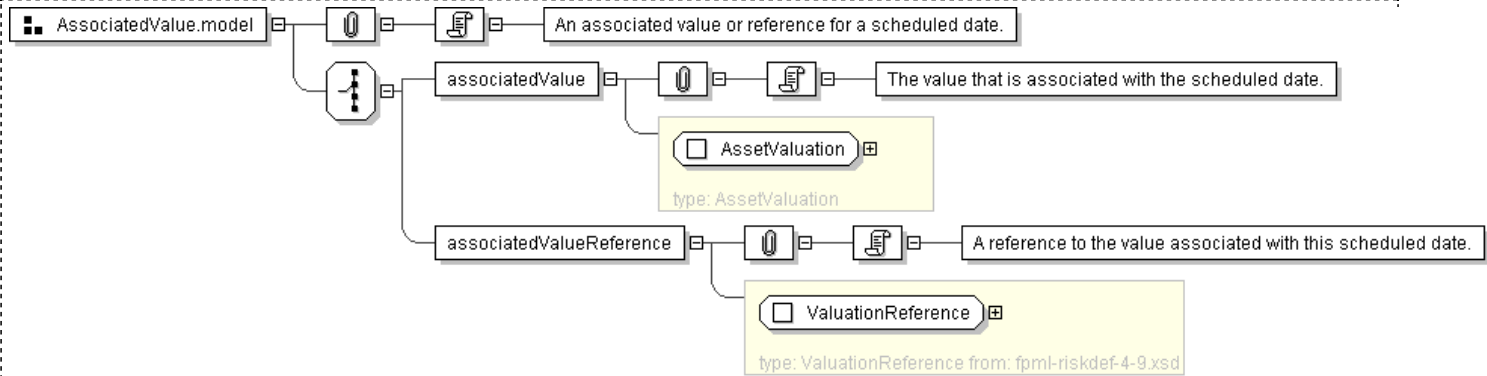 AssociatedValue.model
An associated value or reference for a scheduled date.
associatedValue
The value that is associated with the scheduled date.
AssetValuation
type: AssetValuation
associatedValueReference
A reference to the value associated with this scheduled date.
ValuationReference
type: ValuationReference from: fpml-riskdef-4-9.xsd